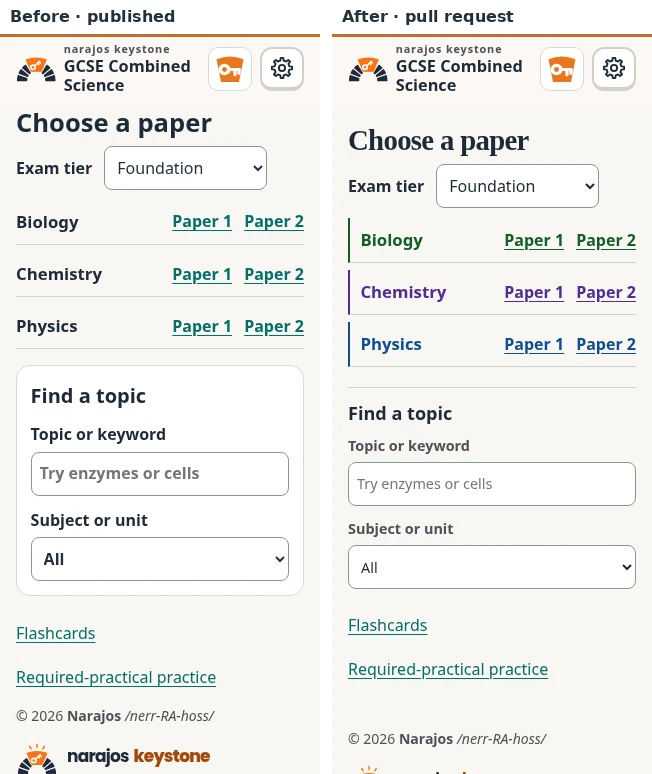 Before · published
narajos keystone
GCSE Combined
Science
Choose a paper
Exam tier Foundation
Biology Paper 1 Paper 2
Chemistry Paper 1 Paper 2
Physics Paper 1 Paper 2
Find a topic
Topic or keyword
Try enzymes or cells
Subject or unit
All
Flashcards
Required-practical practice
© 2026 Narajos /nerr-RA-hoss/
narajos keystone
After · pull request
narajos keystone
GCSE Combined
Science
Choose a paper
Exam tier Foundation
Biology Paper 1 Paper 2
Chemistry Paper 1 Paper 2
Physics Paper 1 Paper 2
Find a topic
Topic or keyword
Try enzymes or cells
Subject or unit
All
Flashcards
Required-practical practice
© 2026 Narajos /nerr-RA-hoss/